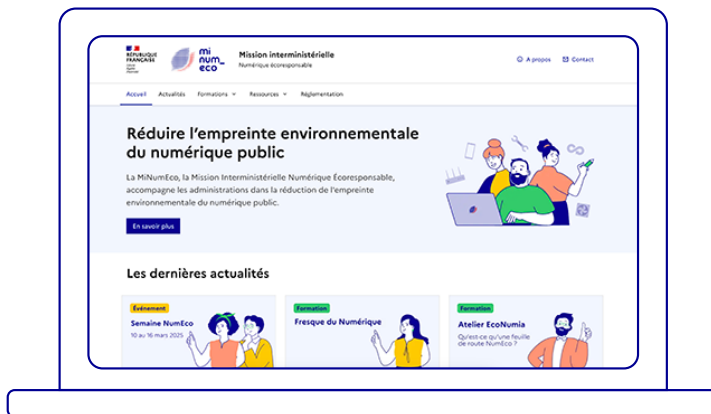 RÉPUBLIQUE
FRANÇAISE
mi
num_
eco
Mission interministérielle
Numérique écoresponsable
A propos
Contact
Accueil
Actualités
Formations
Ressources
Réglementation
Réduire l’empreinte environnementale
du numérique public
La MiNumEco, la Mission Interministérielle Numérique Écoresponsable,
accompagne les administrations dans la réduction de l’empreinte
environnementale du numérique public.
En savoir plus
Les dernières actualités
Événement
Semaine NumEco
10 au 16 mars 2025
Formation
Fresque du Numérique
Formation
Atelier EcoNumia
Qu’est-ce qu’une feuille
de route NumEco ?